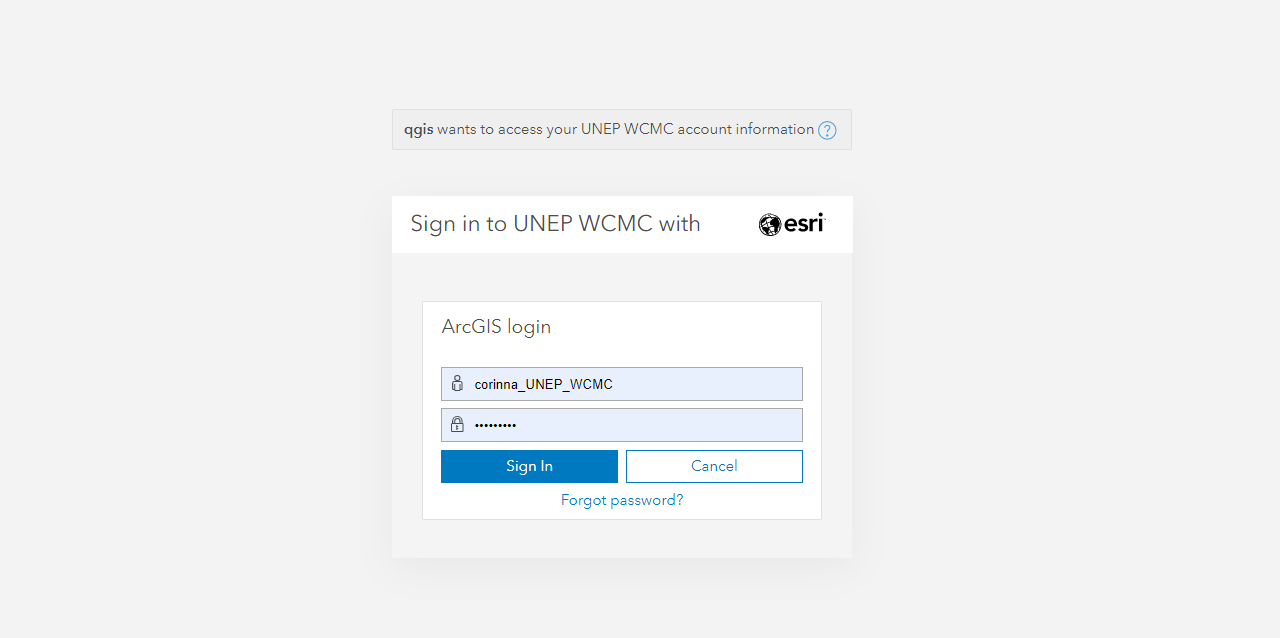 qgis wants to access your UNEP WCMC account information ?
Sign in to UNEP WCMC with esri
ArcGIS login
corinna_UNEP_WCMC
•••••••••
Sign In Cancel
Forgot password?